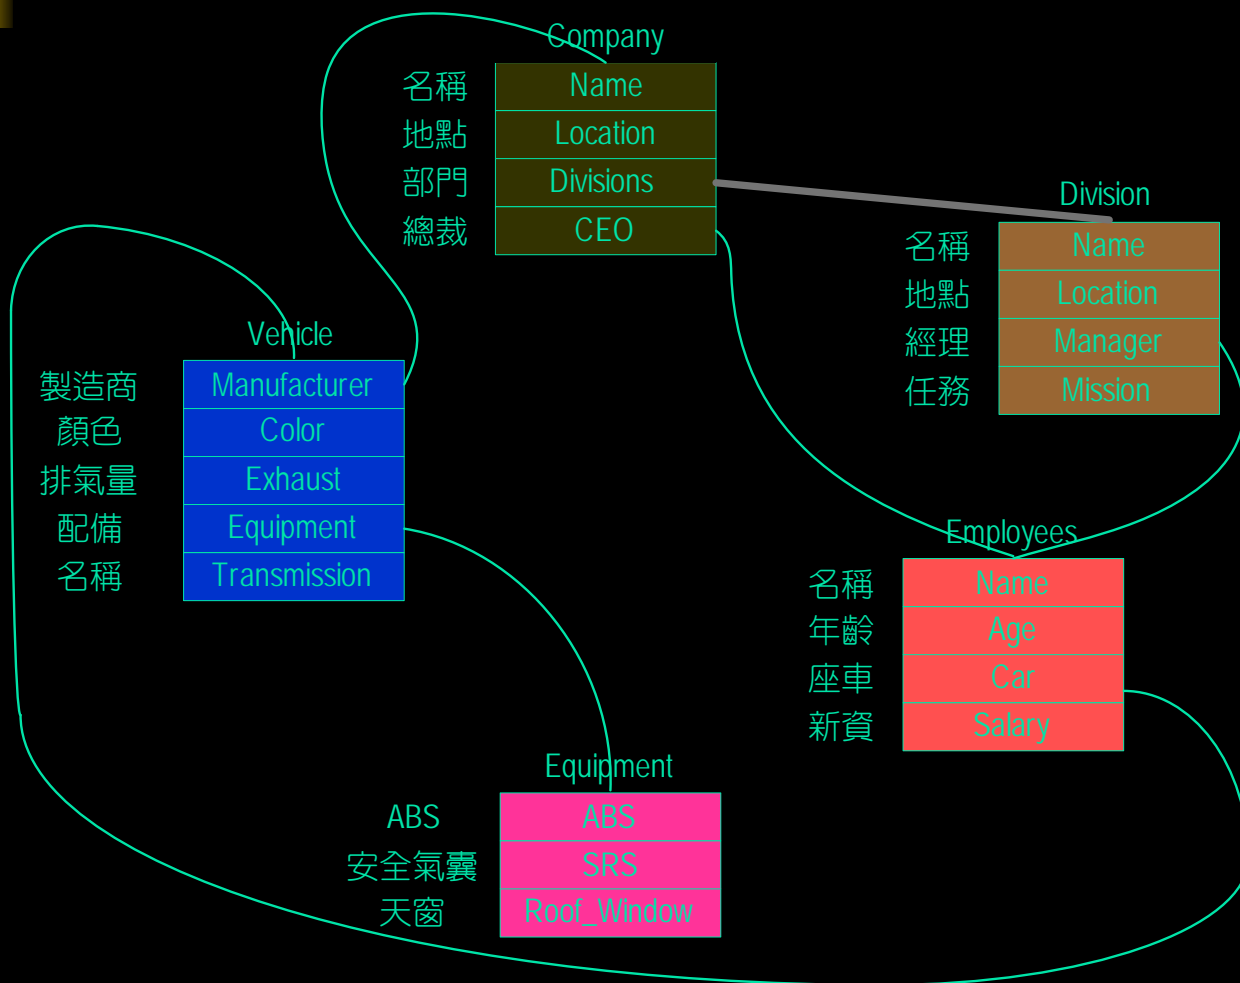 Company
名稱 Name
地點 Location
部門 Divisions
總裁 CEO
Division
名稱 Name
地點 Location
經理 Manager
任務 Mission
Vehicle
製造商 Manufacturer
顏色 Color
排氣量 Exhaust
配備 Equipment
名稱 Transmission
Employees
名稱 Name
年齡 Age
座車 Car
新資 Salary
Equipment
ABS ABS
安全氣囊 SRS
天窗 Roof_Window